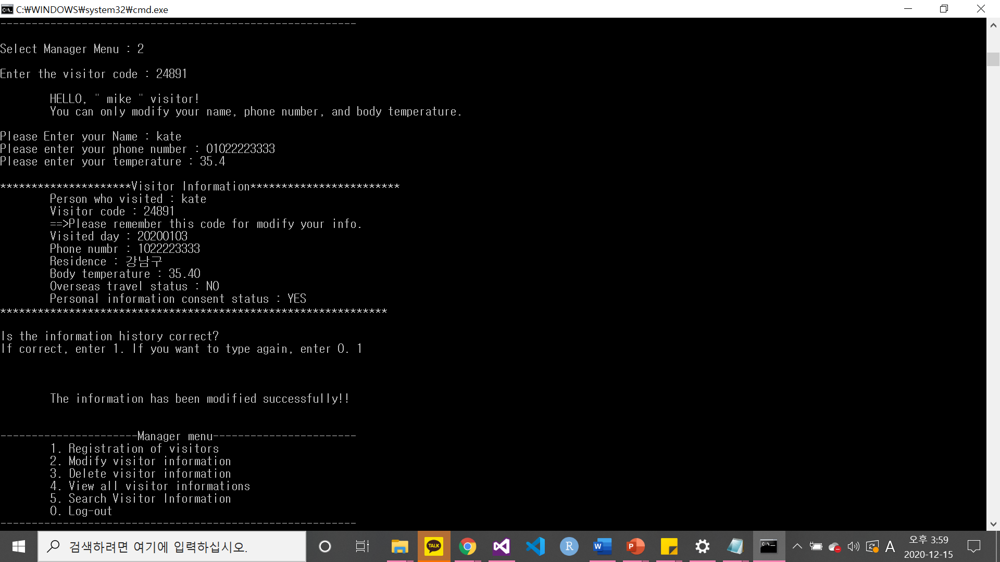 C:₩WINDOWS₩system32₩cmd.exe
---------------------------------------------------------
Select Manager Menu : 2
Enter the visitor code : 24891
HELLO, " mike " visitor!
You can only modify your name, phone number, and body temperature.
Please Enter your Name : kate
Please enter your phone number : 01022223333
Please enter your temperature : 35.4
*********************Visitor Information************************
Person who visited : kate
Visitor code : 24891
==>Please remember this code for modify your info.
Visited day : 20200103
Phone numbr : 1022223333
Residence : 강남구
Body temperature : 35.40
Overseas travel status : NO
Personal information consent status : YES
**************************************************************
Is the information history correct?
If correct, enter 1. If you want to type again, enter 0. 1
The information has been modified successfully!!
----------------------Manager menu-----------------------
1. Registration of visitors
2. Modify visitor information
3. Delete visitor information
4. View all visitor informations
5. Search Visitor Information
0. Log-out
---------------------------------------------------------
검색하려면 여기에 입력하십시오.
TALK
R
W
P
C:\_
A
오후 3:59
2020-12-15